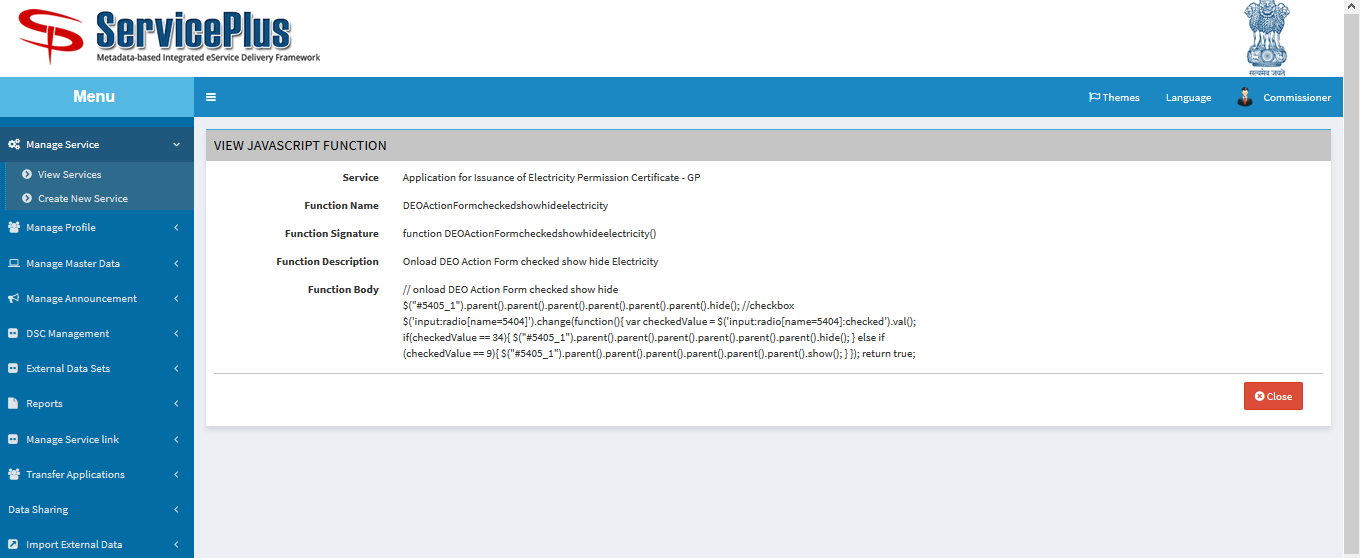 ServicePlus
Metadata-based Integrated eService Delivery Framework
सत्यमेव जयते
Menu
Themes
Language
Commissioner
Manage Service
View Services
Create New Service
Manage Profile
Manage Master Data
Manage Announcement
DSC Management
External Data Sets
Reports
Manage Service link
Transfer Applications
Data Sharing
Import External Data
VIEW JAVASCRIPT FUNCTION
Service Application for Issuance of Electricity Permission Certificate - GP
Function Name DEOActionFormcheckedshowhideelectricity
Function Signature function DEOActionFormcheckedshowhideelectricity()
Function Description Onload DEO Action Form checked show hide Electricity
Function Body // onload DEO Action Form checked show hide
$("#5405_1").parent().parent().parent().parent().parent().parent().hide(); //checkbox
$('input:radio[name=5404]').change(function(){ var checkedValue = $('input:radio[name=5404]:checked').val();
if(checkedValue == 34){ $("#5405_1").parent().parent().parent().parent().parent().parent().hide(); } else if
(checkedValue == 9){ $("#5405_1").parent().parent().parent().parent().parent().parent().show(); } }); return true;
Close